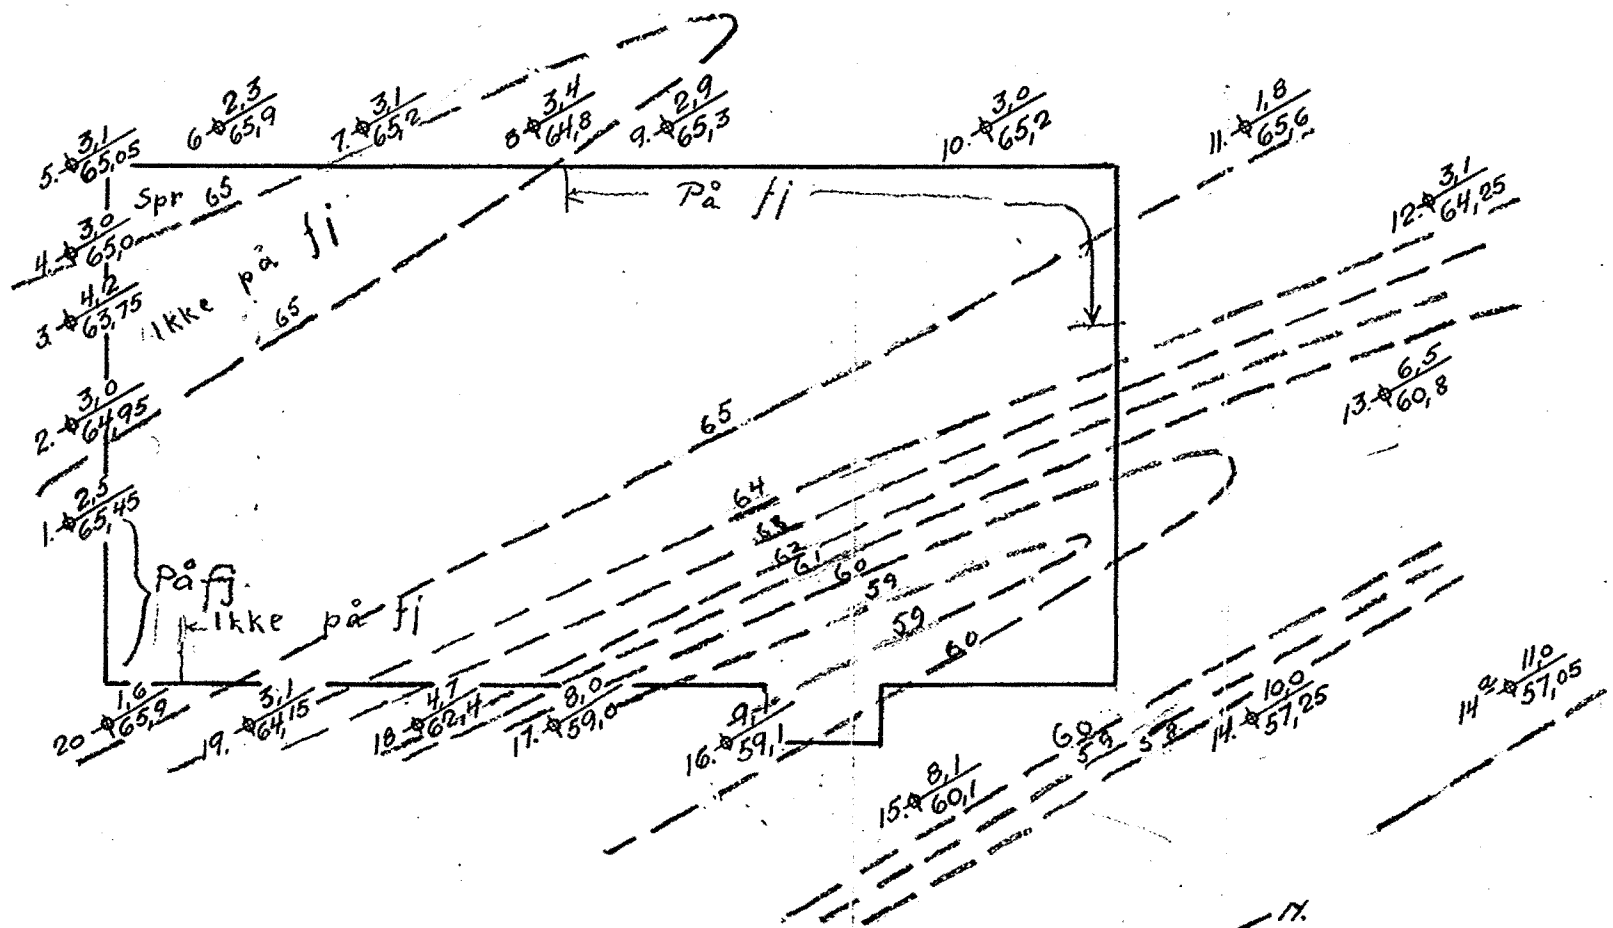 5. 3,1 65,05
6 2,3 65,9
7. 3,1 65,2
8 3,4 64,8
9. 2,9 65,3
10. 3,0 65,2
11. 1,8 65,6
12. 3,1 64,25
Spr 65
På fj
4. 3,0 65,0
Ikke på fj
3. 4,2 63,75
65
13. 6,5 60,8
2. 3,0 64,95
65
1. 2,5 65,45
64
63
62
61
60
59
På fj.
Ikke på fj
59
60
20 1,6 65,9
19. 3,1 64,15
18 4,7 62,4
17. 8,0 59,0
16. 59,1
15. 8,1 60,1
60
59
58
14. 10,0 57,25
14a 11,0 57,05